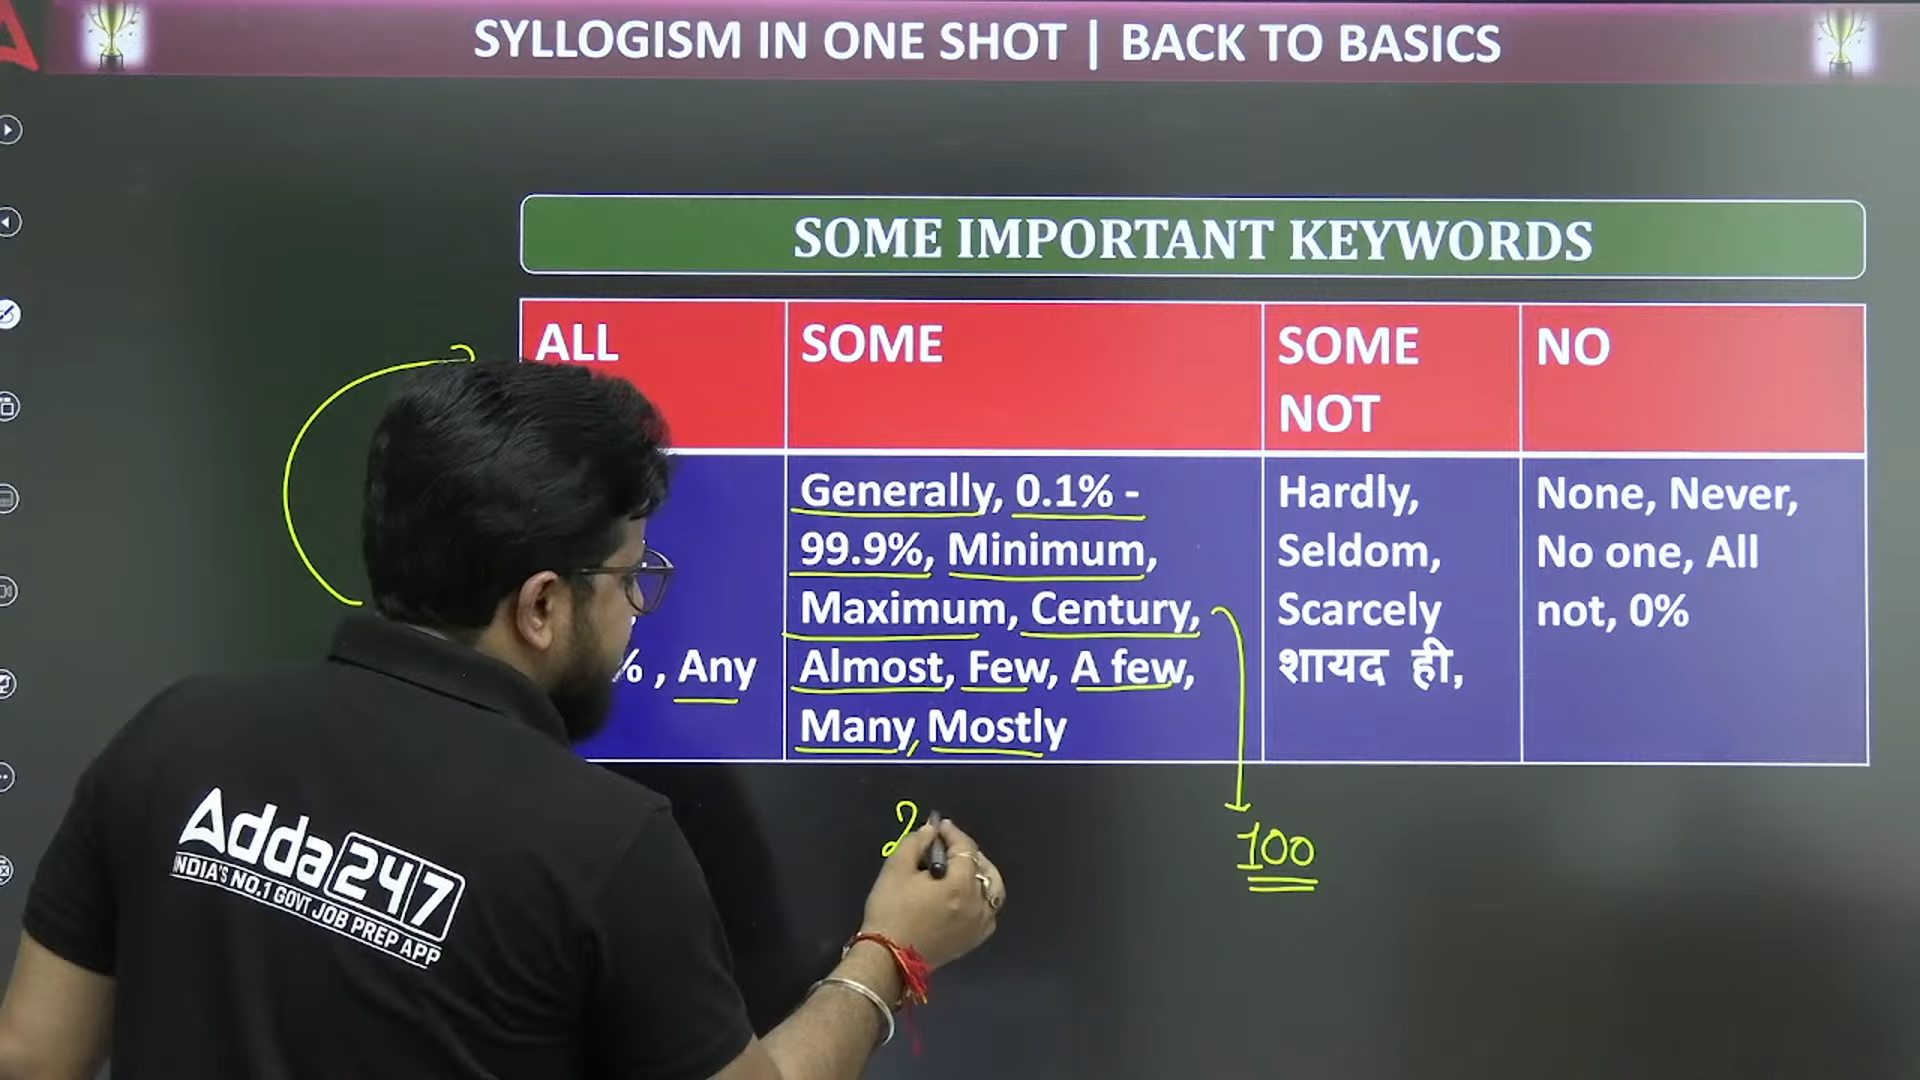 SYLLOGISM IN ONE SHOT | BACK TO BASICS
SOME IMPORTANT KEYWORDS
ALL
SOME
SOME
NOT
NO
% , Any
Generally, 0.1% -
99.9%, Minimum,
Maximum, Century,
Almost, Few, A few,
Many, Mostly
Hardly,
Seldom,
Scarcely
शायद ही,
None, Never,
No one, All
not, 0%
2
100
Adda247
INDIA'S NO.1 GOVT JOB PREP APP